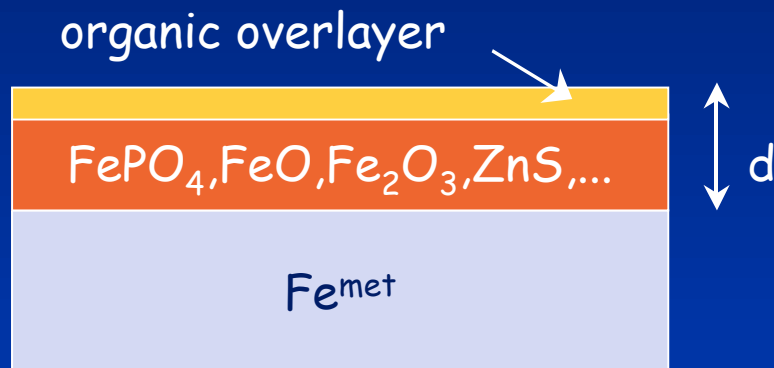 organic overlayer
FePO₄,FeO,Fe₂O₃,ZnS,...
d
Feᵐᵉᵗ